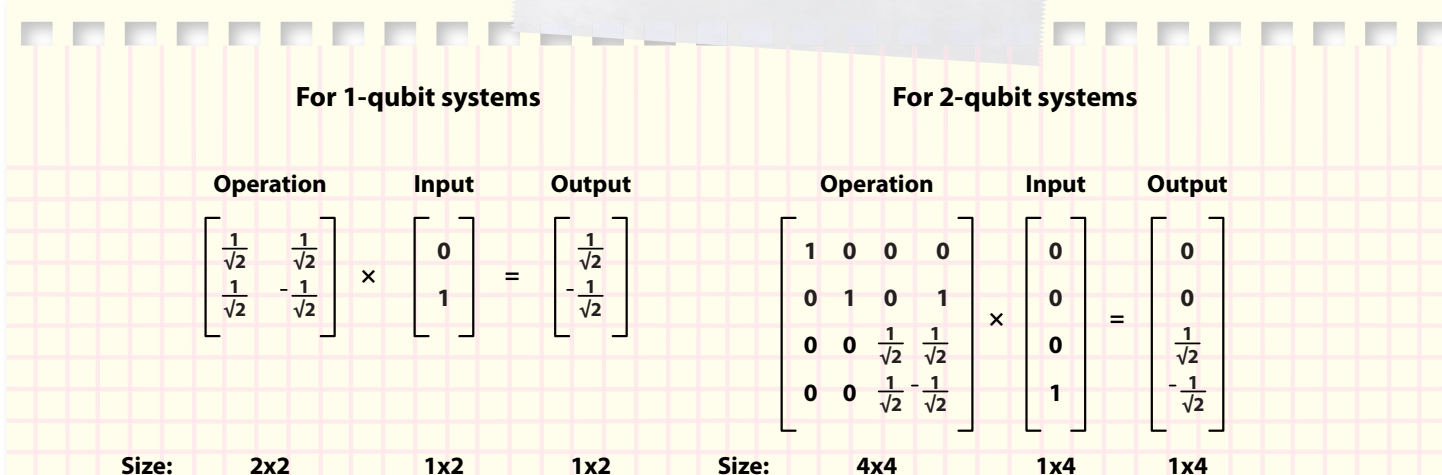 For 1-qubit systems
Operation Input Output
1/√2 1/√2 0 1/√2
× =
1/√2 -1/√2 1 -1/√2
Size: 2x2 1x2 1x2
For 2-qubit systems
Operation Input Output
1 0 0 0 0 0
0 1 0 1 0 0
× =
0 0 1/√2 1/√2 0 1/√2
0 0 1/√2 -1/√2 1 -1/√2
Size: 4x4 1x4 1x4